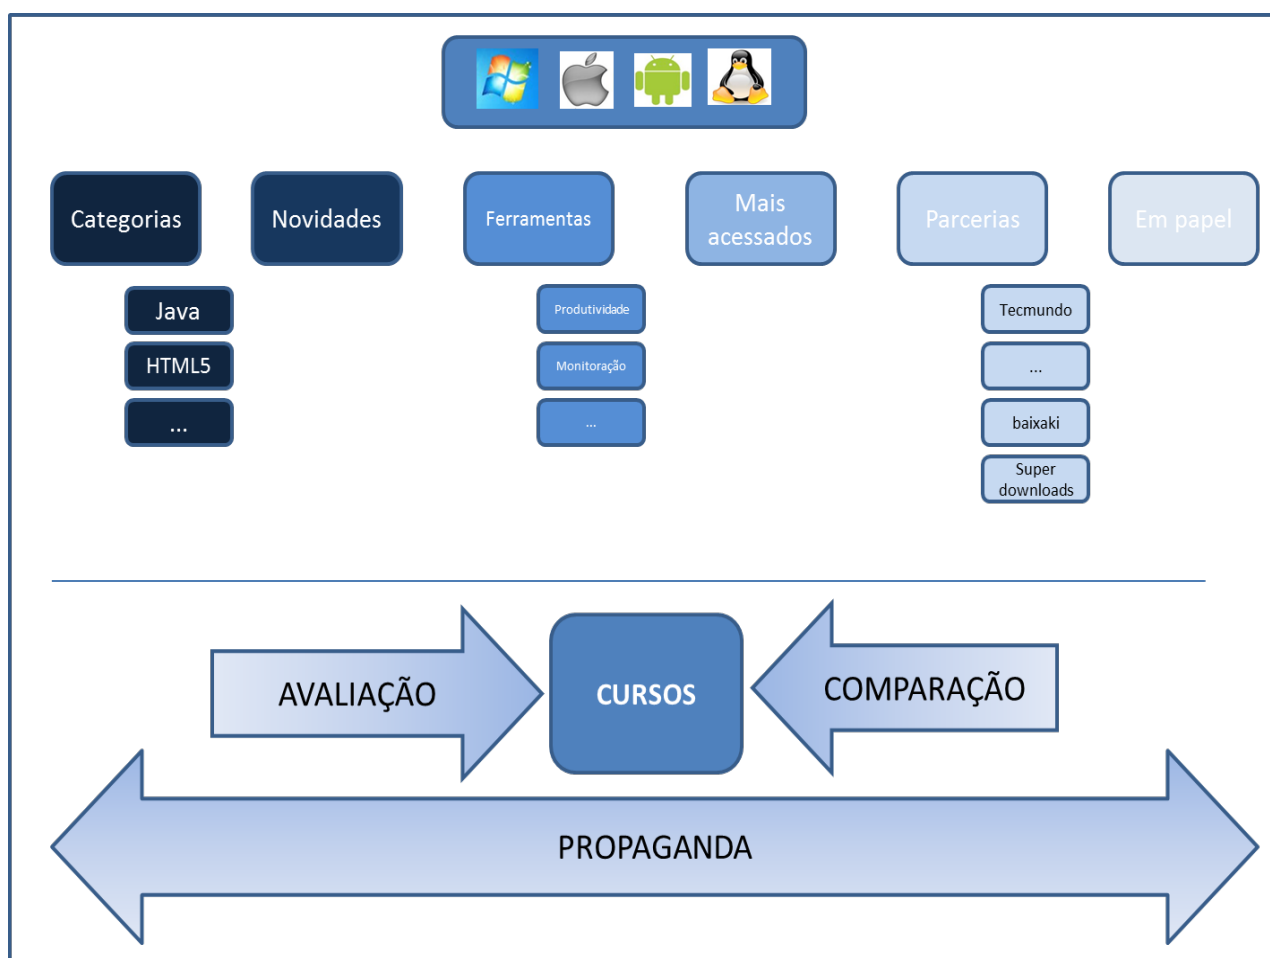 Categorias
Novidades
Ferramentas
Mais
acessados
Parcerias
Em papel
Java
HTML5
...
Produtividade
Monitoração
...
Tecmundo
...
baixaki
Super
downloads
AVALIAÇÃO
CURSOS
COMPARAÇÃO
PROPAGANDA